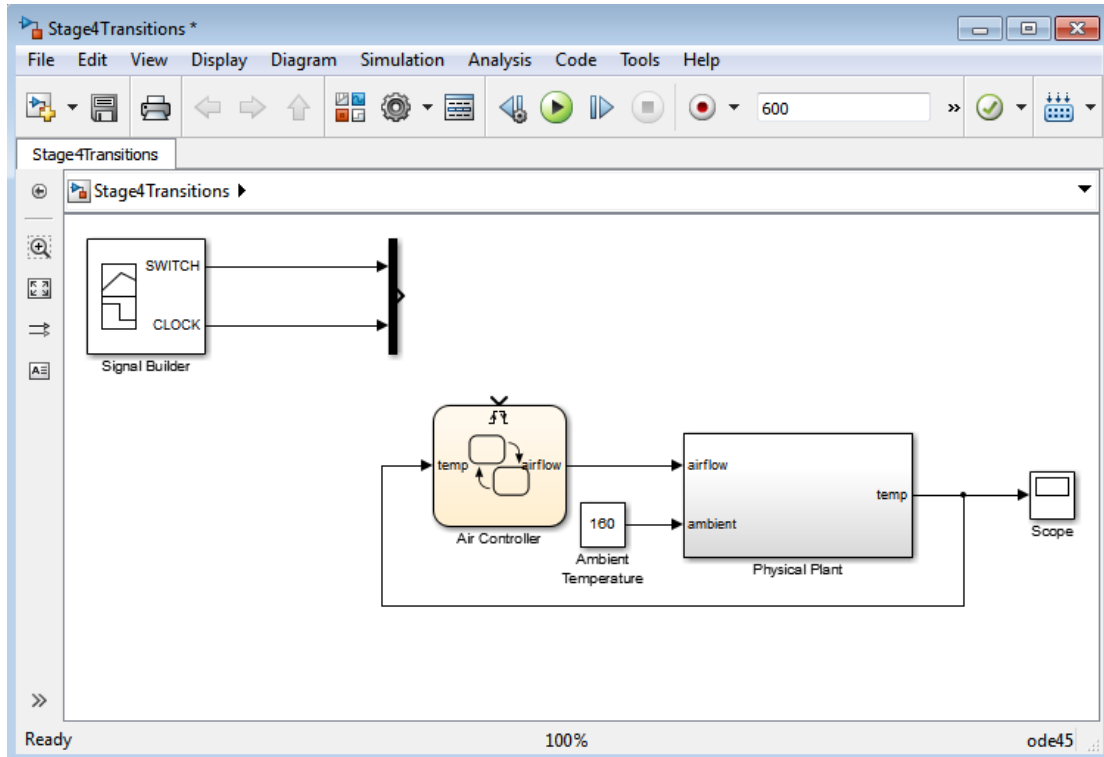 Stage4Transitions *
File Edit View Display Diagram Simulation Analysis Code Tools Help
600 »
Stage4Transitions
Stage4Transitions
SWITCH
CLOCK
Signal Builder
temp airflow
Air Controller
160
Ambient
Temperature
airflow
temp
ambient
Physical Plant
Scope
A
»
Ready 100% ode45